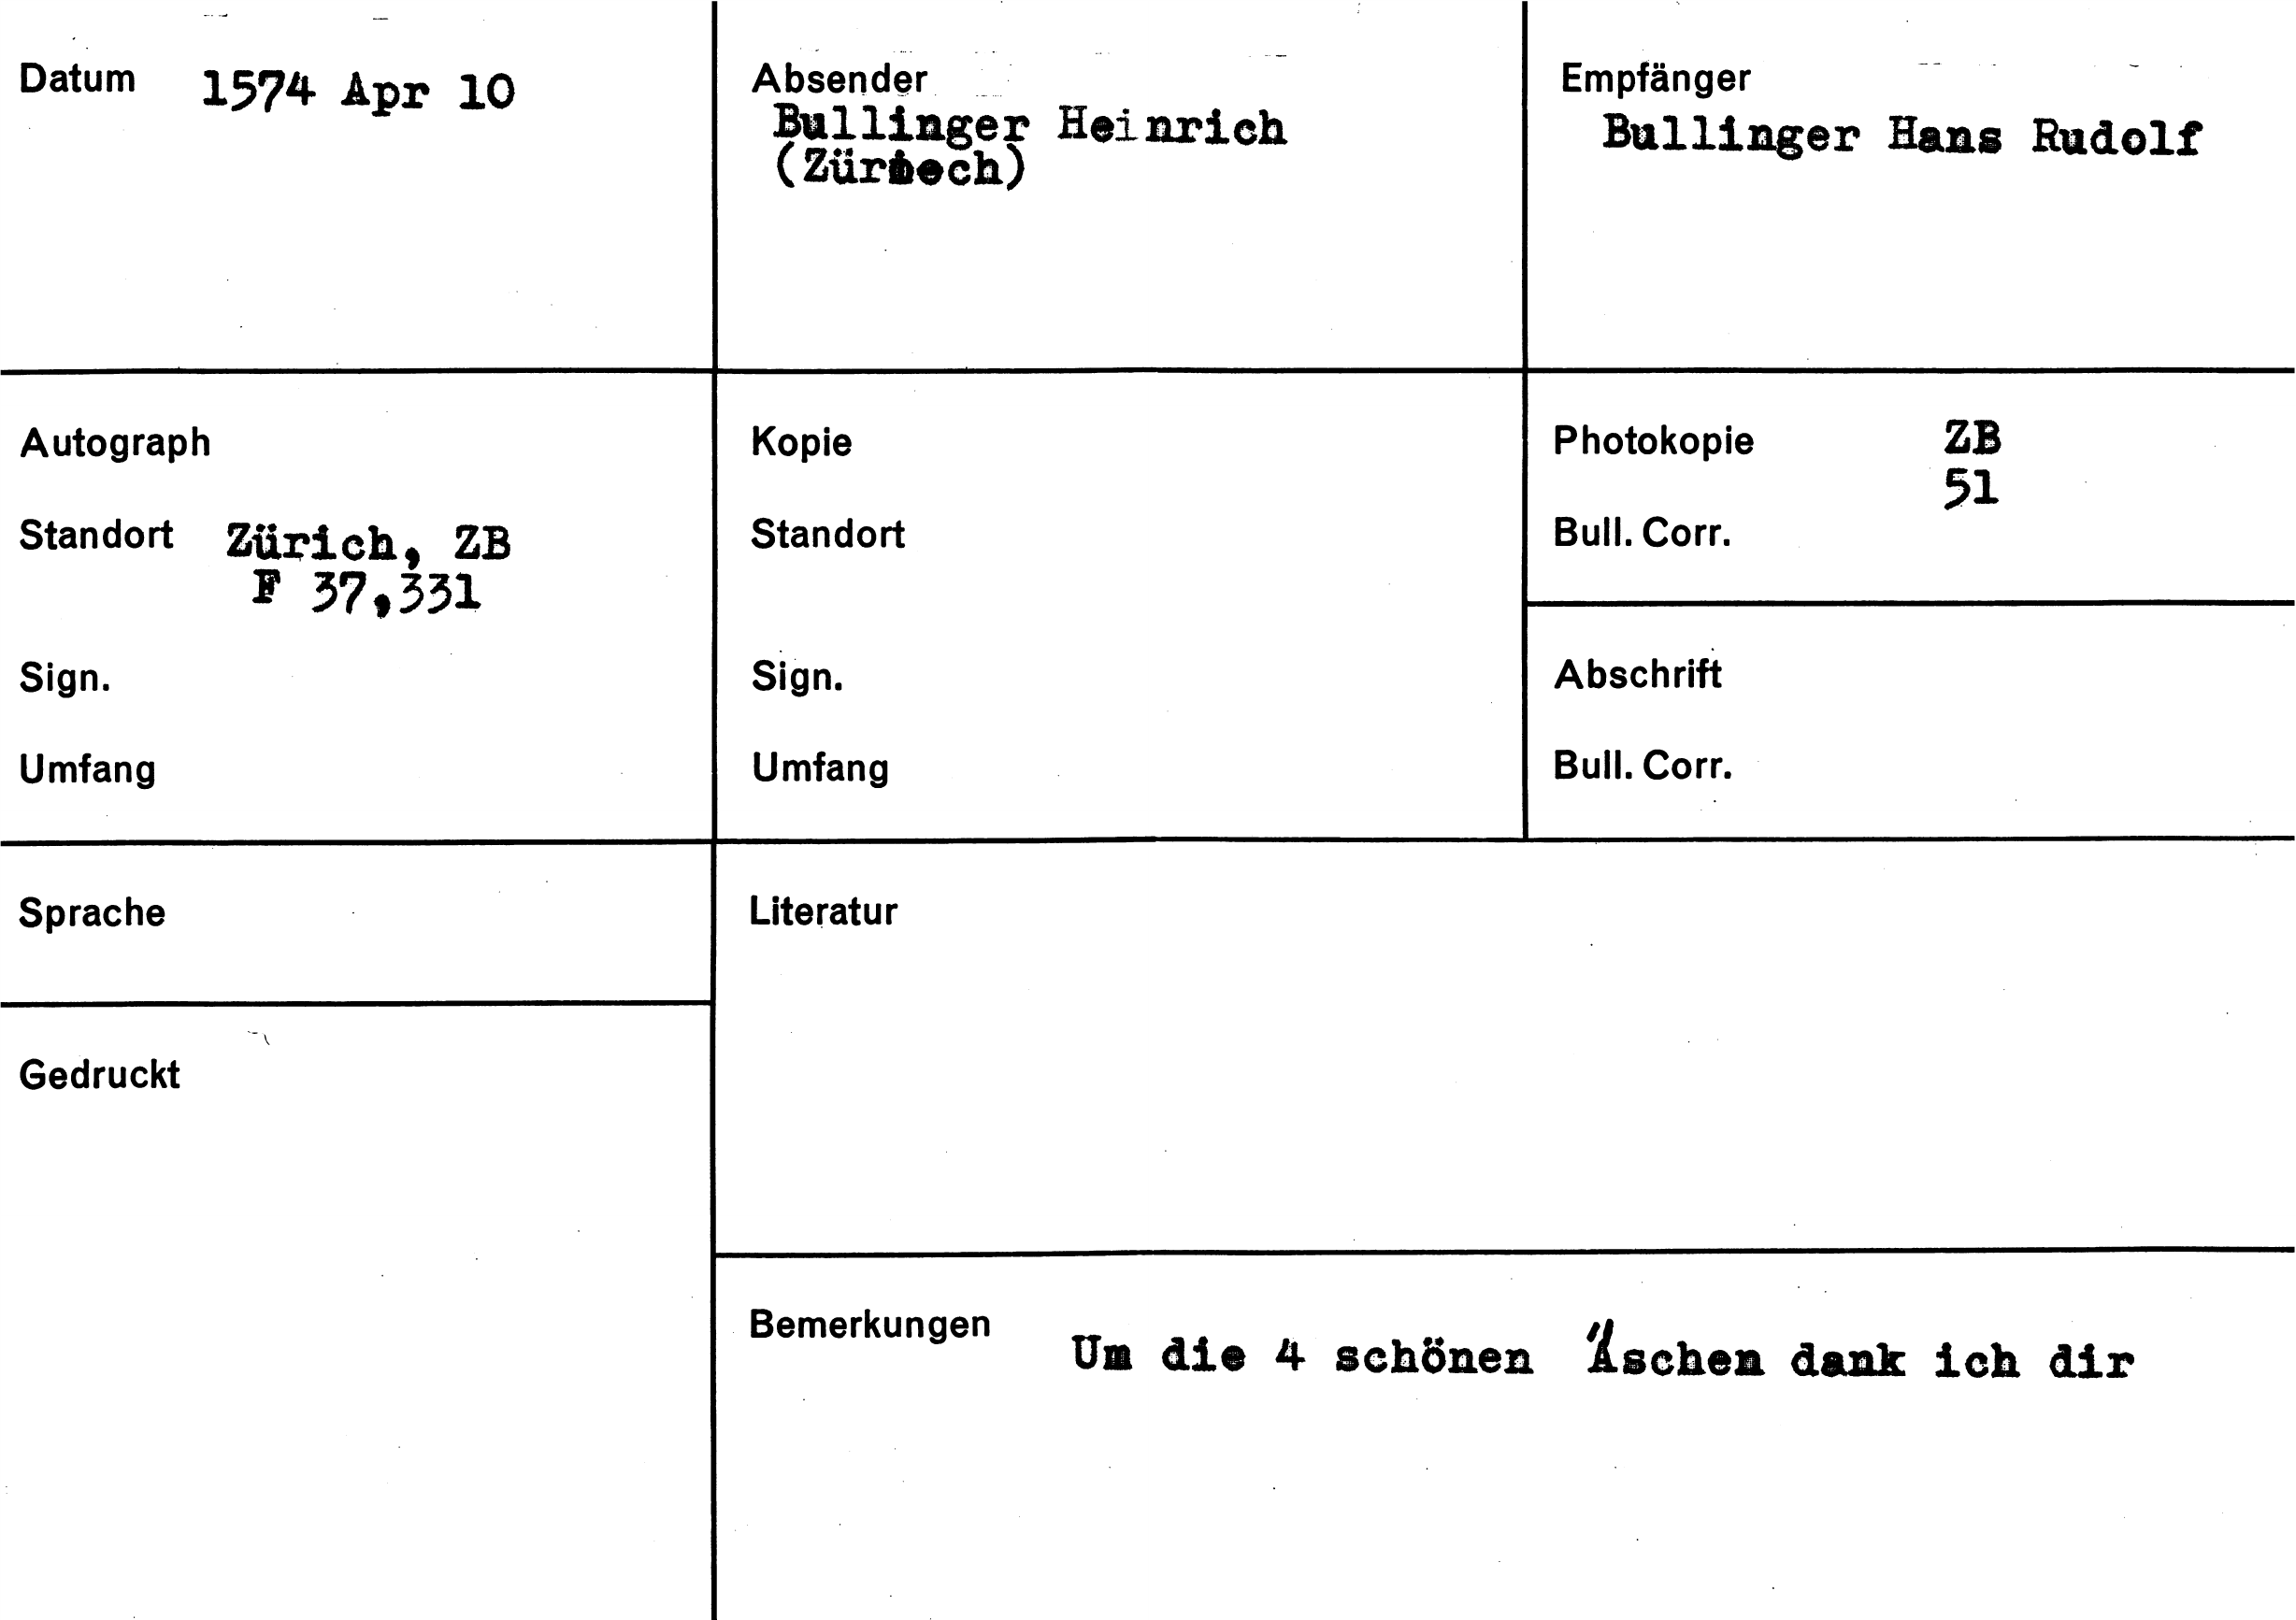 Datum 1574 Apr 10
Absender
Bullinger Heinrich
Empfänger
Bullinger Hans Rudolf
Autograph
Standort Zürich, ZB
F 37,331
Sign.
Umfang
Kopie
Standort
Sign.
Umfang
Photokopie ZB
51
Bull. Corr.
Abschrift
Bull. Corr.
Sprache
Literatur
Gedruckt
Bemerkungen Um die 4 schönen Äschen dank ich dir